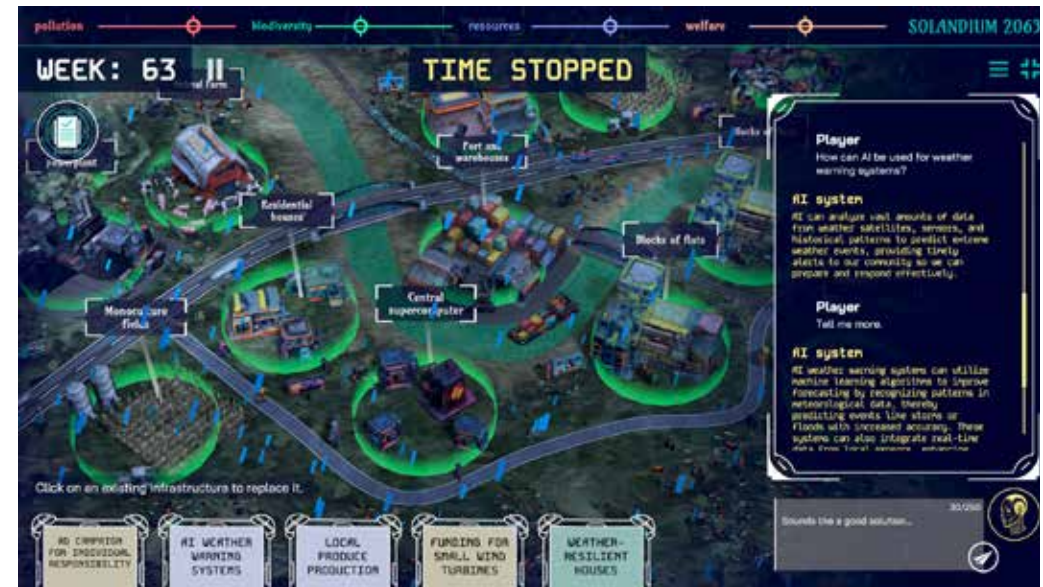 pollution
biodiversity
resources
welfare
SOLANDIUM 2063
WEEK: 63
TIME STOPPED
Farm
Port and
warehouses
Blocks
Residential
houses
Blocks of flats
Central
supercomputer
Monoculture
fields
Player
How can AI be used for weather
warning systems?
AI system
AI can analyze vast amounts of data
from weather satellites, sensors, and
historical patterns to predict extreme
weather events, providing timely
alerts to our community so we can
prepare and respond effectively.
Player
Tell me more.
AI system
AI weather warning systems can utilize
machine learning algorithms to improve
forecasting by recognizing patterns in
meteorological data, thereby
predicting events like storms or
floods with increased accuracy. These
systems can also integrate real-time
data from local sensors, enhancing
Click on an existing infrastructure to replace it.
AD CAMPAIGN
FOR INDIVIDUAL
RESPONSIBILITY
AI WEATHER
WARNING
SYSTEMS
LOCAL
PRODUCE
PRODUCTION
FUNDING FOR
SMALL WIND
TURBINES
WEATHER-
RESILIENT
HOUSES
30/250
Sounds like a good solution...